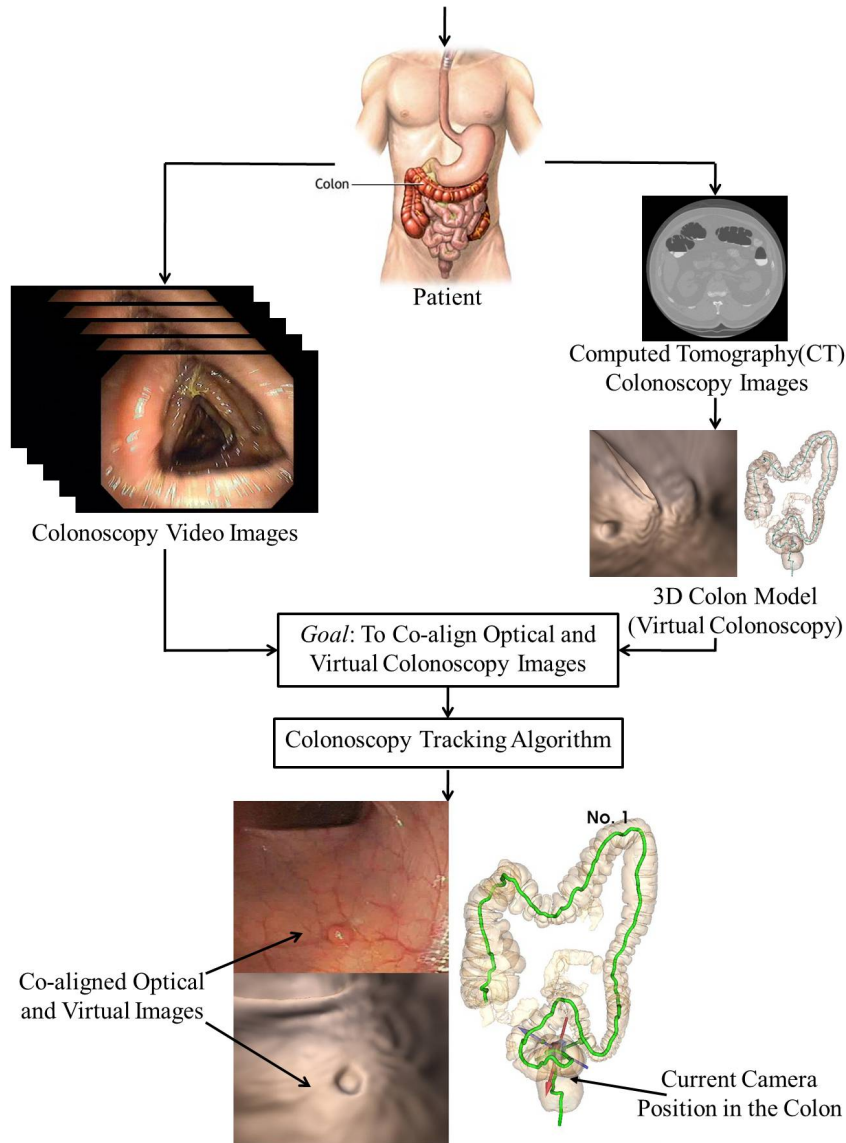 Colon
Patient
Computed Tomography(CT)
Colonoscopy Images
Colonoscopy Video Images
3D Colon Model
(Virtual Colonoscopy)
Goal: To Co-align Optical and
Virtual Colonoscopy Images
Colonoscopy Tracking Algorithm
No. 1
Co-aligned Optical
and Virtual Images
Current Camera
Position in the Colon